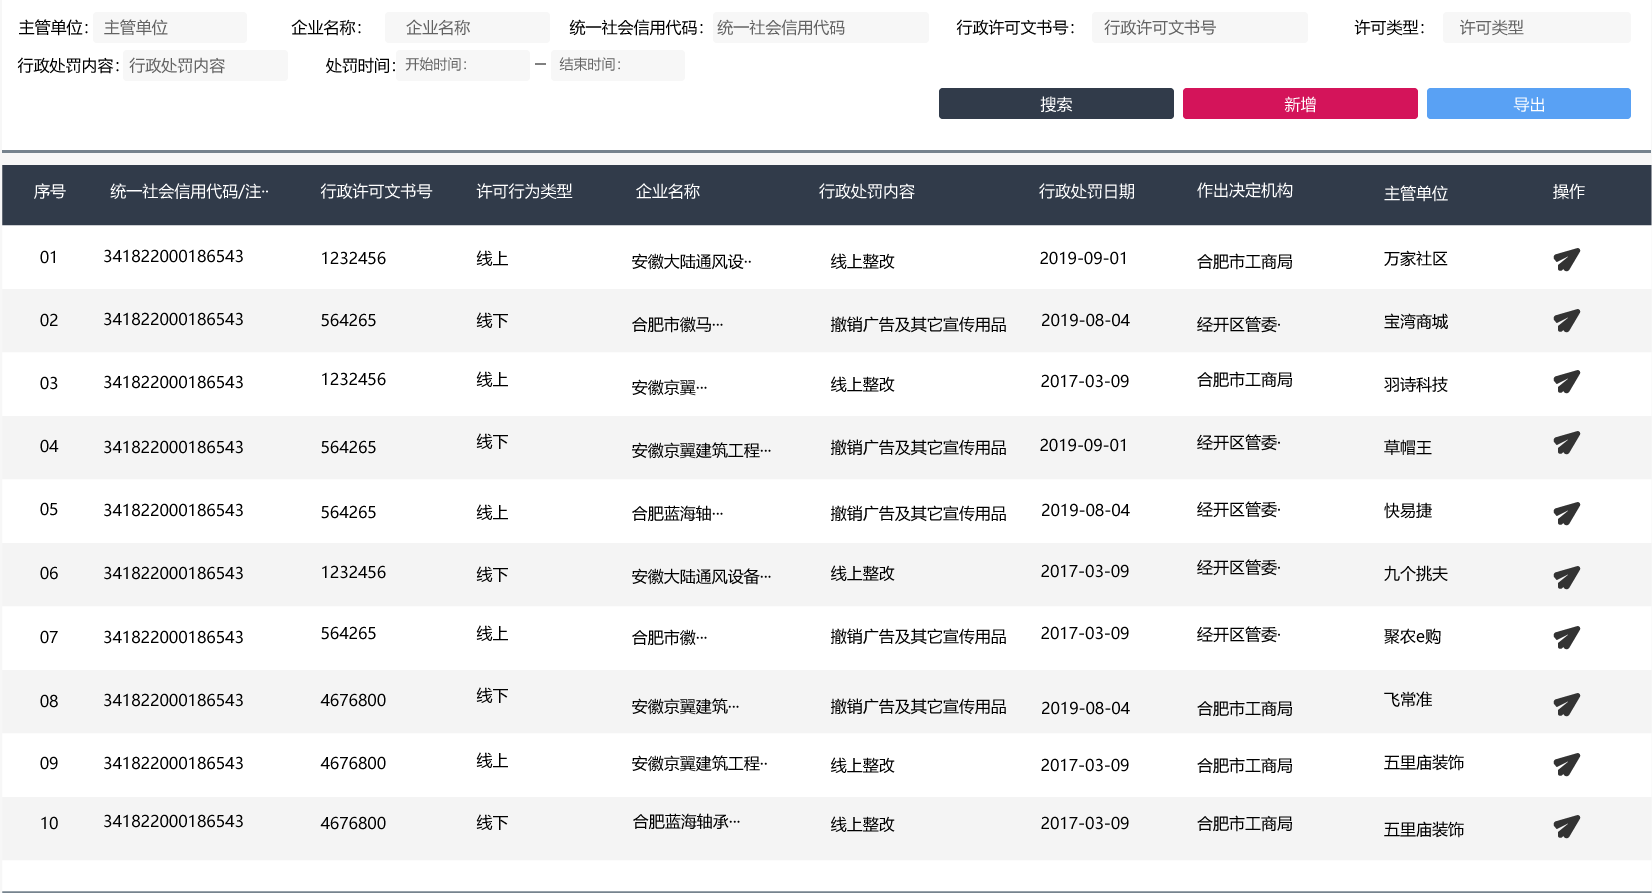 主管单位： 主管单位 企业名称： 企业名称 统一社会信用代码： 统一社会信用代码 行政许可文书号： 行政许可文书号 许可类型： 许可类型
行政处罚内容： 行政处罚内容 处罚时间： 开始时间： — 结束时间：
搜索 新增 导出
序号 统一社会信用代码/注·· 行政许可文书号 许可行为类型 企业名称 行政处罚内容 行政处罚日期 作出决定机构 主管单位 操作
01 341822000186543 1232456 线上 安徽大陆通风设·· 线上整改 2019-09-01 合肥市工商局 万家社区
02 341822000186543 564265 线下 合肥市徽马··· 撤销广告及其它宣传用品 2019-08-04 经开区管委· 宝湾商城
03 341822000186543 1232456 线上 安徽京翼··· 线上整改 2017-03-09 合肥市工商局 羽诗科技
04 341822000186543 564265 线下 安徽京翼建筑工程··· 撤销广告及其它宣传用品 2019-09-01 经开区管委· 草帽王
05 341822000186543 564265 线上 合肥蓝海轴··· 撤销广告及其它宣传用品 2019-08-04 经开区管委· 快易捷
06 341822000186543 1232456 线下 安徽大陆通风设备··· 线上整改 2017-03-09 经开区管委· 九个挑夫
07 341822000186543 564265 线上 合肥市徽··· 撤销广告及其它宣传用品 2017-03-09 经开区管委· 聚农e购
08 341822000186543 4676800 线下 安徽京翼建筑··· 撤销广告及其它宣传用品 2019-08-04 合肥市工商局 飞常准
09 341822000186543 4676800 线上 安徽京翼建筑工程·· 线上整改 2017-03-09 合肥市工商局 五里庙装饰
10 341822000186543 4676800 线下 合肥蓝海轴承··· 线上整改 2017-03-09 合肥市工商局 五里庙装饰